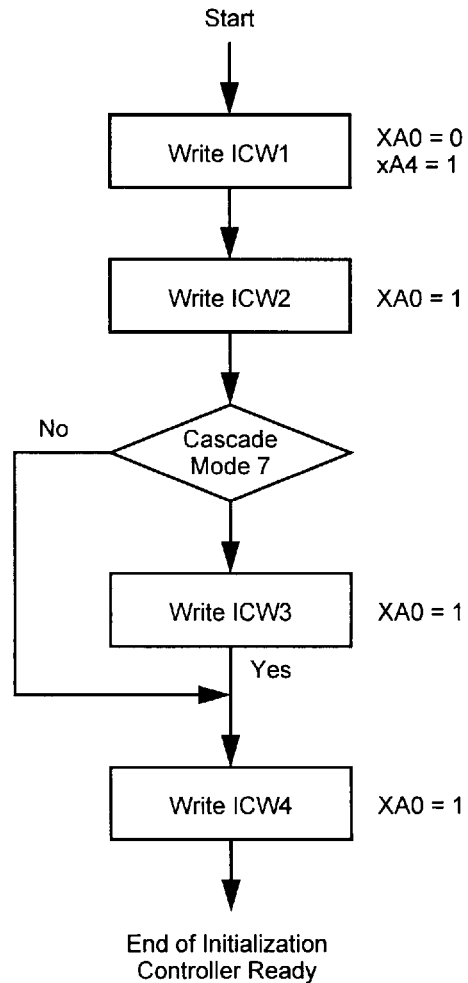 Start
Write ICW1
XA0 = 0
xA4 = 1
Write ICW2
XA0 = 1
No
Cascade
Mode 7
Write ICW3
XA0 = 1
Yes
Write ICW4
XA0 = 1
End of Initialization
Controller Ready